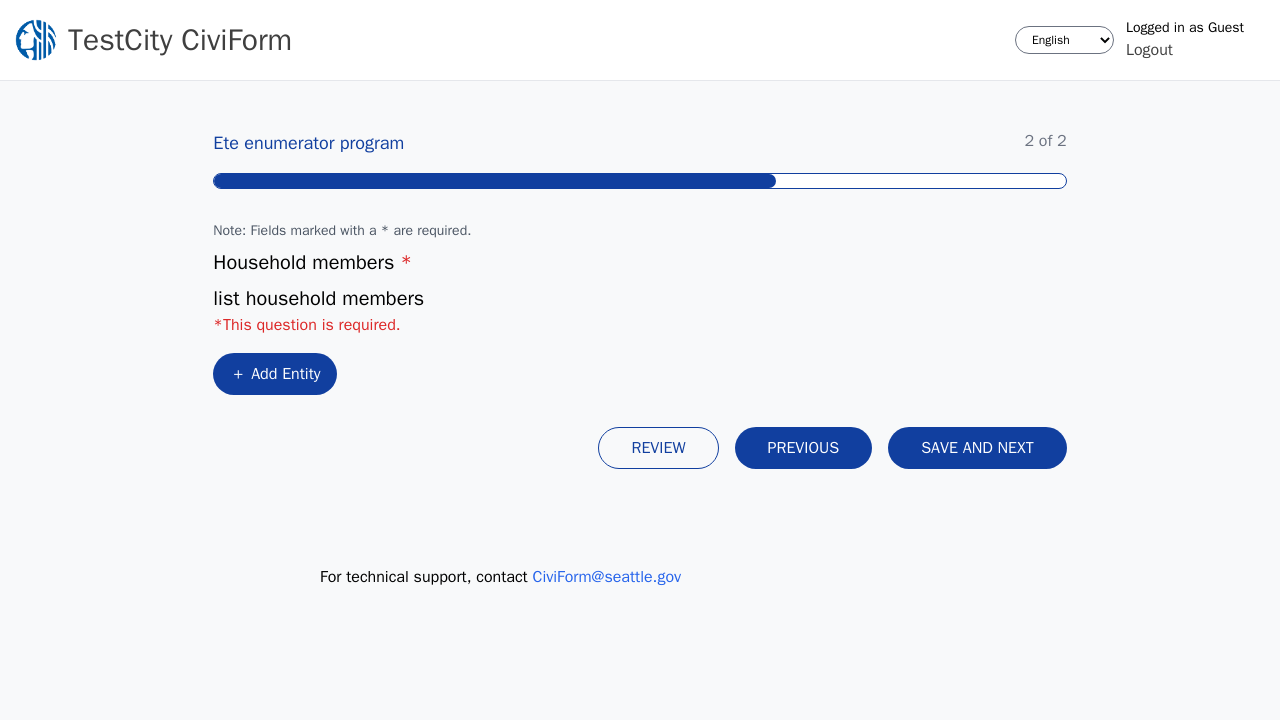 TestCity CiviForm
English
Logged in as Guest
Logout
Ete enumerator program
2 of 2
Note: Fields marked with a * are required.
Household members *
list household members
*This question is required.
+ Add Entity
REVIEW
PREVIOUS
SAVE AND NEXT
For technical support, contact CiviForm@seattle.gov